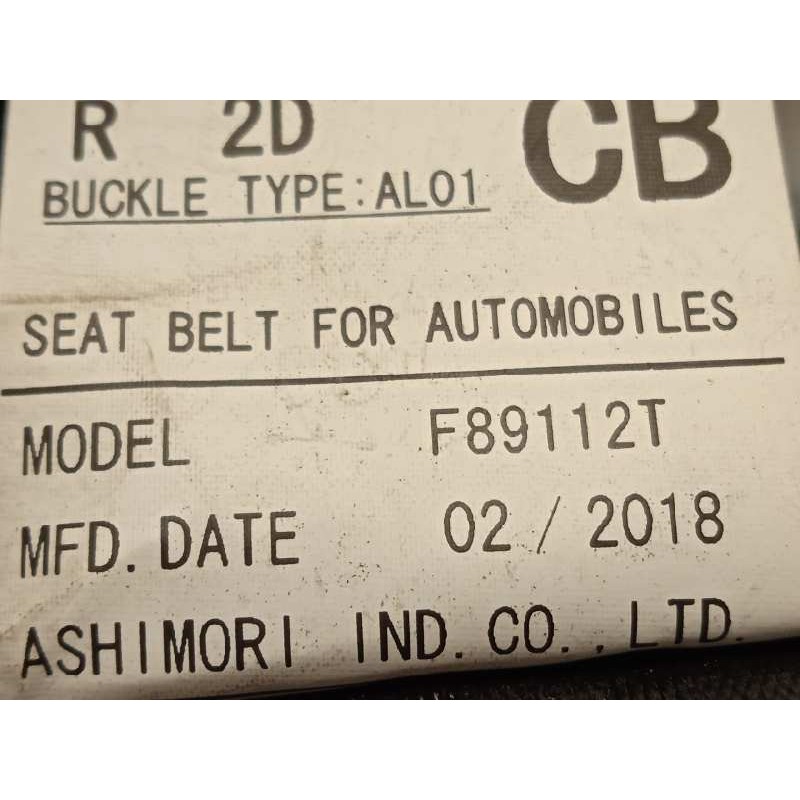 R 2D CB
BUCKLE TYPE:AL01
SEAT BELT FOR AUTOMOBILES
MODEL F89112T
MFD. DATE 02/2018
ASHIMORI IND. CO., LTD.